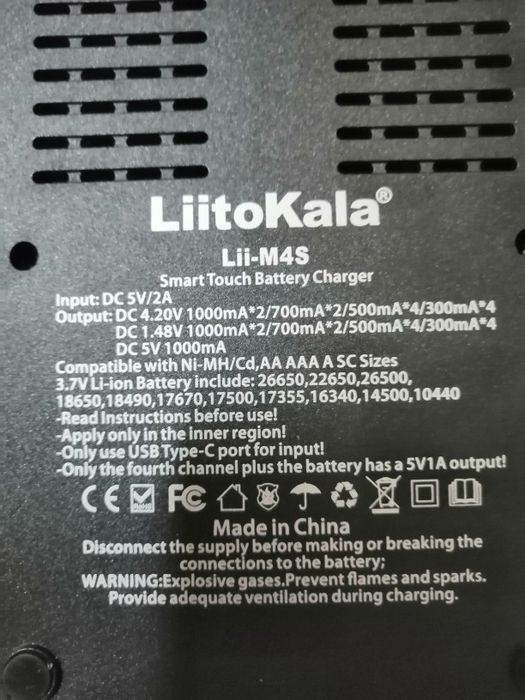 LiitoKala®
Lii-M4S
Smart Touch Battery Charger
Input: DC 5V/2A
Output: DC 4.20V 1000mA*2/700mA*2/500mA*4/300mA*4
DC 1.48V 1000mA*2/700mA*2/500mA*4/300mA*4
DC 5V 1000mA
Compatible with Ni-MH/Cd,AA AAA A SC Sizes
3.7V Li-ion Battery include: 26650,22650,26500,
18650,18490,17670,17500,17355,16340,14500,10440
-Read Instructions before use!
-Apply only in the inner region!
-Only use USB Type-C port for input!
-Only the fourth channel plus the battery has a 5V1A output!
CE RoHS FC
Made in China
Disconnect the supply before making or breaking the
connections to the battery;
WARNING:Explosive gases.Prevent flames and sparks.
Provide adequate ventilation during charging.